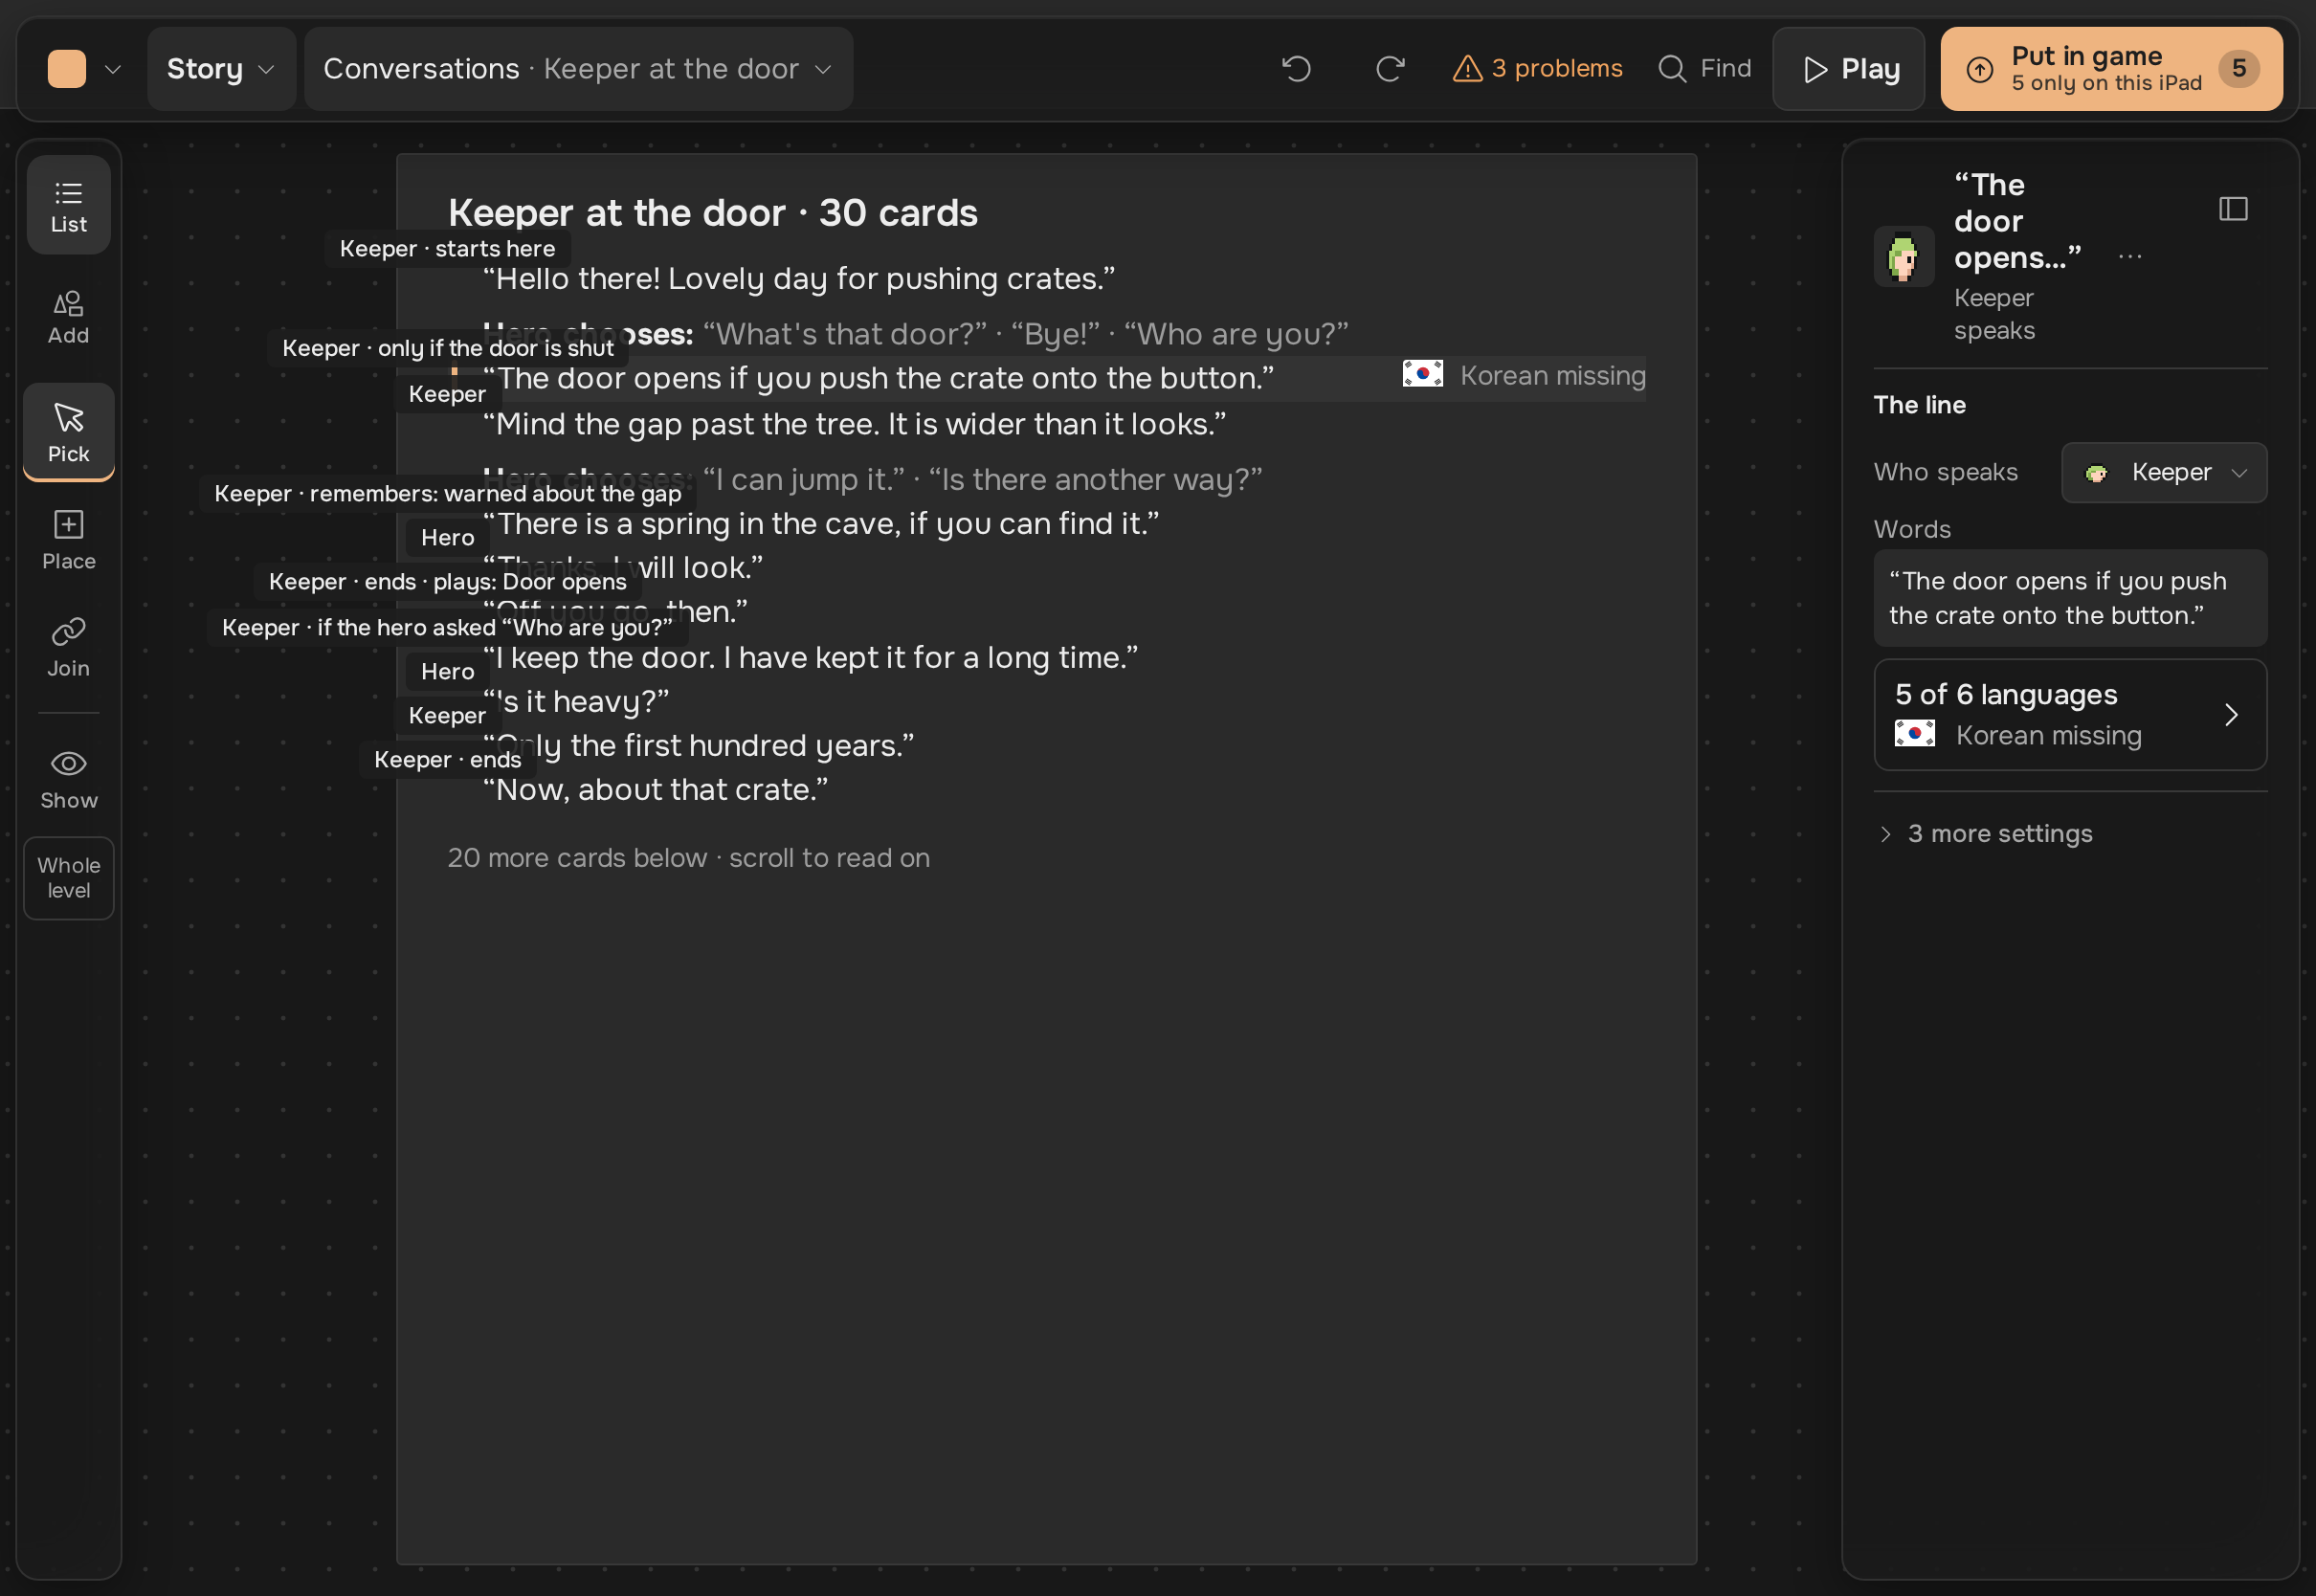 Story
Conversations · Keeper at the door
3 problems
Find
Play
Put in game
5 only on this iPad
5
List
Add
Pick
Place
Join
Show
Whole
level
Keeper at the door · 30 cards
Keeper · starts here
“Hello there! Lovely day for pushing crates.”
Hero chooses: “What's that door?” · “Bye!” · “Who are you?”
Keeper · only if the door is shut
“The door opens if you push the crate onto the button.”
Korean missing
Keeper
“Mind the gap past the tree. It is wider than it looks.”
Hero chooses: “I can jump it.” · “Is there another way?”
Keeper · remembers: warned about the gap
“There is a spring in the cave, if you can find it.”
Hero
“Thanks, I will look.”
Keeper · ends · plays: Door opens
“Off you go, then.”
Keeper · if the hero asked “Who are you?”
“I keep the door. I have kept it for a long time.”
Hero
“Is it heavy?”
Keeper
“Only the first hundred years.”
Keeper · ends
“Now, about that crate.”
20 more cards below · scroll to read on
“The
door
opens...”
Keeper
speaks
The line
Who speaks
Keeper
Words
“The door opens if you push
the crate onto the button.”
5 of 6 languages
Korean missing
3 more settings